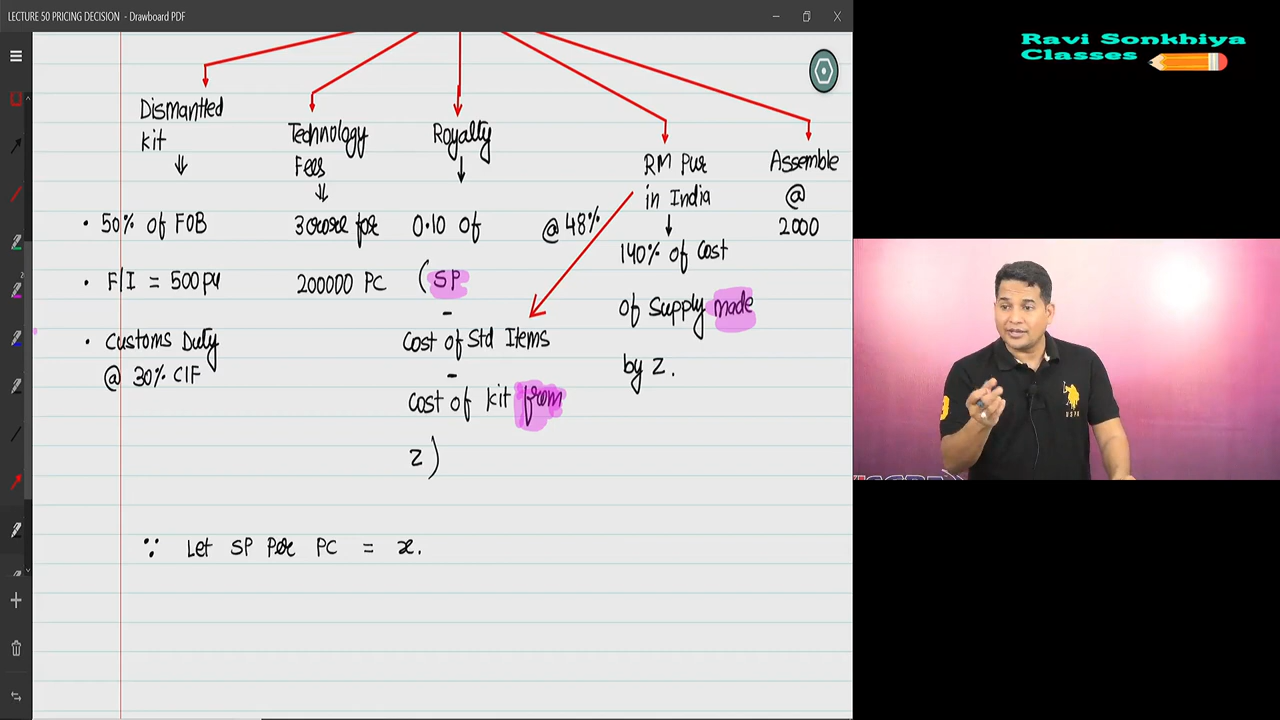 LECTURE 50 PRICING DECISION - Drawboard PDF
Ravi Sonkhiya
Classes
Dismantled
kit
Technology
Fees
Royalty
RM Pur
in India
Assemble
@
2000
• 50% of FOB
3 crore for
0.10 of
@ 48%
140% of Cost
• F/I = 500 pu
200000 PC
( SP
of supply made
-
• Customs Duty
@ 30% CIF
Cost of Std Items
by Z.
-
Cost of kit from
Z )
∵ Let SP Per PC = x.
USPA